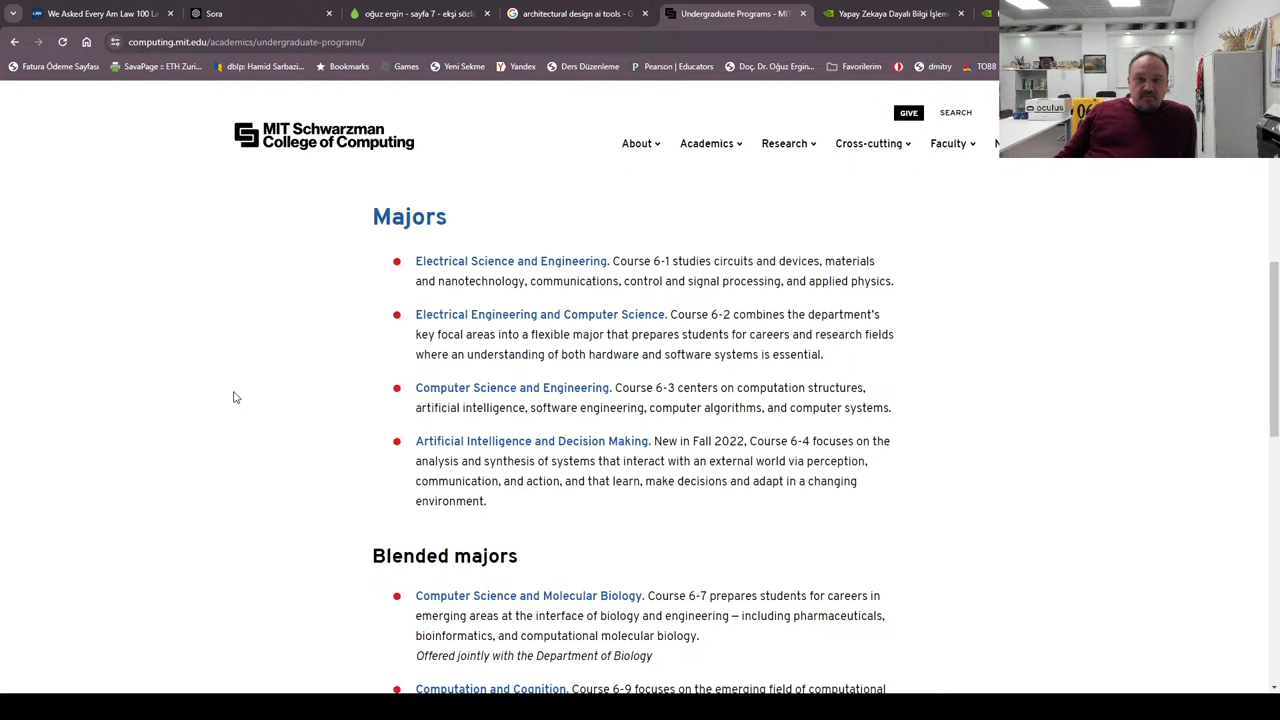 We Asked Every Am Law 100 La
Sora
oğuz ergin - sayfa 7 - ekşi sözl
architectural design ai tools - G
Undergraduate Programs - MIT
Yapay Zekaya Dayalı Bilgi İşlem
computing.mit.edu/academics/undergraduate-programs/
Fatura Ödeme Sayfası
SavaPage :: ETH Zuri...
dblp: Hamid Sarbazi...
Bookmarks
Games
Yeni Sekme
Yandex
Ders Düzenleme
Pearson | Educators
Doç. Dr. Oğuz Ergin...
Favorilerim
dmitry
TOBB
oculus
06
GIVE
SEARCH
MIT Schwarzman
College of Computing
About
Academics
Research
Cross-cutting
Faculty
Majors
Electrical Science and Engineering. Course 6-1 studies circuits and devices, materials
and nanotechnology, communications, control and signal processing, and applied physics.
Electrical Engineering and Computer Science. Course 6-2 combines the department's
key focal areas into a flexible major that prepares students for careers and research fields
where an understanding of both hardware and software systems is essential.
Computer Science and Engineering. Course 6-3 centers on computation structures,
artificial intelligence, software engineering, computer algorithms, and computer systems.
Artificial Intelligence and Decision Making. New in Fall 2022, Course 6-4 focuses on the
analysis and synthesis of systems that interact with an external world via perception,
communication, and action, and that learn, make decisions and adapt in a changing
environment.
Blended majors
Computer Science and Molecular Biology. Course 6-7 prepares students for careers in
emerging areas at the interface of biology and engineering — including pharmaceuticals,
bioinformatics, and computational molecular biology.
Offered jointly with the Department of Biology
Computation and Cognition. Course 6-9 focuses on the emerging field of computational